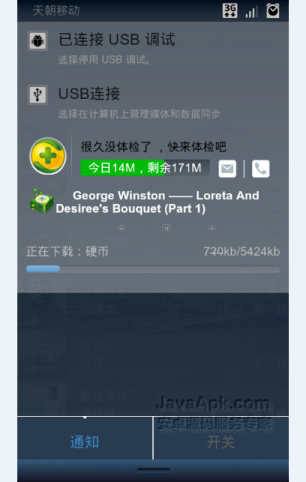 天朝移动
3G
已连接 USB 调试
选择停用 USB 调试。
USB连接
选择在计算机上管理媒体和数据同步
很久没体检了 ，快来体检吧
今日14M，剩余171M
George Winston —— Loreta And
Desiree's Bouquet (Part 1)
正在下载：硬币
720kb/5424kb
JavaApk.com
安卓源码服务专家
通知
开关